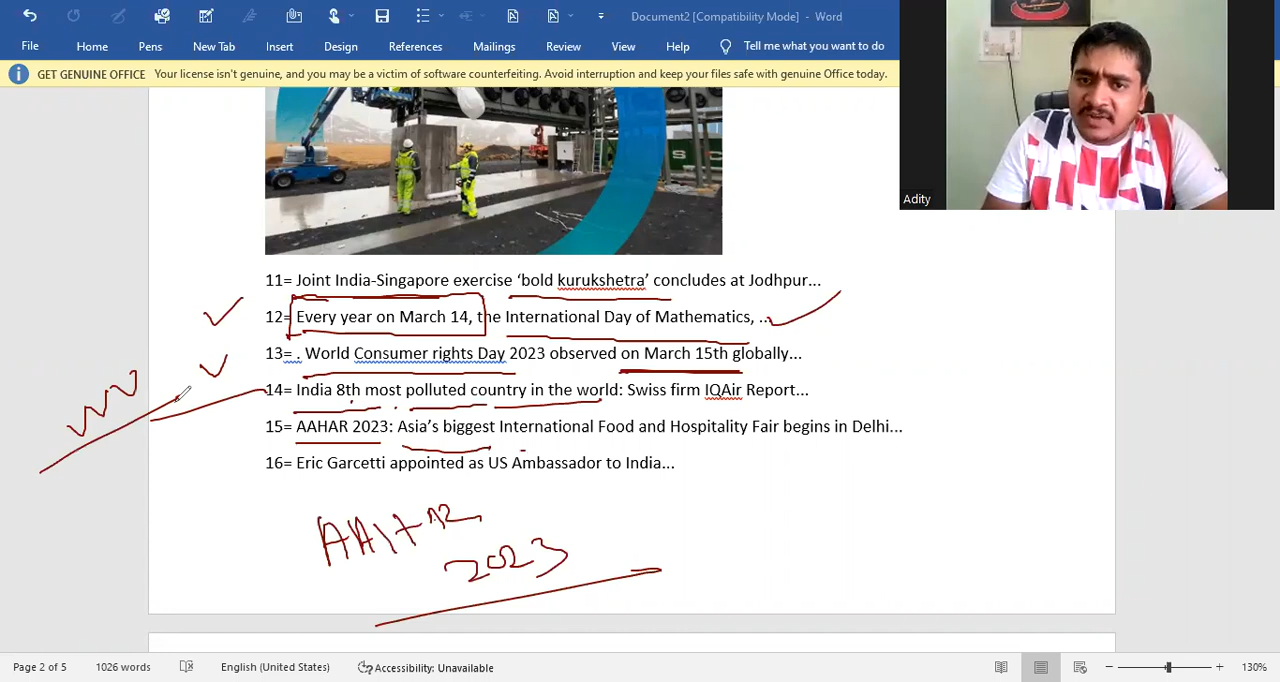 Document2 [Compatibility Mode] - Word
File Home Pens New Tab Insert Design References Mailings Review View Help Tell me what you want to do
GET GENUINE OFFICE Your license isn't genuine, and you may be a victim of software counterfeiting. Avoid interruption and keep your files safe with genuine Office today.
Adity
11= Joint India-Singapore exercise ‘bold kurukshetra’ concludes at Jodhpur...
12= Every year on March 14, the International Day of Mathematics, ...
13= . World Consumer rights Day 2023 observed on March 15th globally...
14= India 8th most polluted country in the world: Swiss firm IQAir Report...
15= AAHAR 2023: Asia’s biggest International Food and Hospitality Fair begins in Delhi...
16= Eric Garcetti appointed as US Ambassador to India...
AAHAR
2023
Page 2 of 5 1026 words English (United States) Accessibility: Unavailable 130%